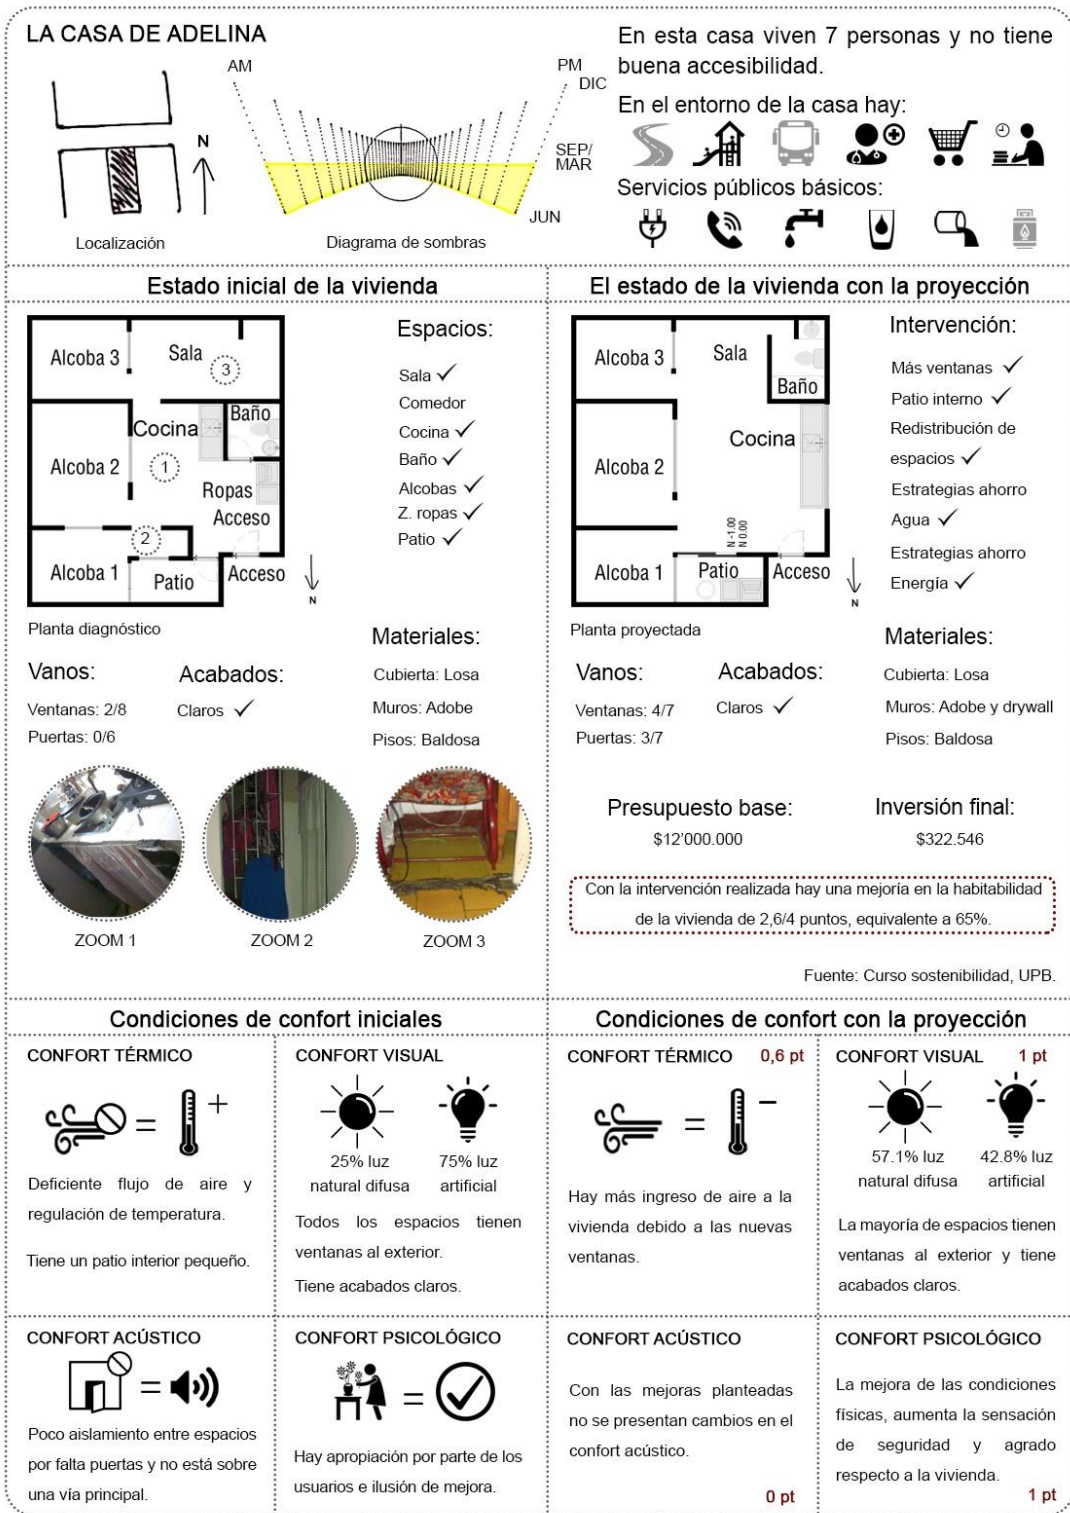 LA CASA DE ADELINA
N
Localización
AM
PM
DIC
SEP/
MAR
JUN
Diagrama de sombras
En esta casa viven 7 personas y no tiene
buena accesibilidad.
En el entorno de la casa hay:
Servicios públicos básicos:
Estado inicial de la vivienda
Alcoba 3
Sala
3
Cocina
Baño
Alcoba 2
1
Ropas
Acceso
2
Alcoba 1
Patio
Acceso
N
Planta diagnóstico
Espacios:
Sala ✓
Comedor
Cocina ✓
Baño ✓
Alcobas ✓
Z. ropas ✓
Patio ✓
Vanos:
Ventanas: 2/8
Puertas: 0/6
Acabados:
Claros ✓
Materiales:
Cubierta: Losa
Muros: Adobe
Pisos: Baldosa
ZOOM 1
ZOOM 2
ZOOM 3
El estado de la vivienda con la proyección
Alcoba 3
Sala
Baño
Cocina
Alcoba 2
N -1.00
N 0.00
Alcoba 1
Patio
Acceso
N
Planta proyectada
Intervención:
Más ventanas ✓
Patio interno ✓
Redistribución de
espacios ✓
Estrategias ahorro
Agua ✓
Estrategias ahorro
Energía ✓
Vanos:
Ventanas: 4/7
Puertas: 3/7
Acabados:
Claros ✓
Materiales:
Cubierta: Losa
Muros: Adobe y drywall
Pisos: Baldosa
Presupuesto base:
$12'000.000
Inversión final:
$322.546
Con la intervención realizada hay una mejoría en la habitabilidad
de la vivienda de 2,6/4 puntos, equivalente a 65%.
Fuente: Curso sostenibilidad, UPB.
Condiciones de confort iniciales
CONFORT TÉRMICO
= +
Deficiente flujo de aire y
regulación de temperatura.
Tiene un patio interior pequeño.
CONFORT VISUAL
25% luz
natural difusa
75% luz
artificial
Todos los espacios tienen
ventanas al exterior.
Tiene acabados claros.
CONFORT ACÚSTICO
=
Poco aislamiento entre espacios
por falta puertas y no está sobre
una vía principal.
CONFORT PSICOLÓGICO
=
Hay apropiación por parte de los
usuarios e ilusión de mejora.
Condiciones de confort con la proyección
CONFORT TÉRMICO 0,6 pt
= −
Hay más ingreso de aire a la
vivienda debido a las nuevas
ventanas.
CONFORT VISUAL 1 pt
57.1% luz
natural difusa
42.8% luz
artificial
La mayoría de espacios tienen
ventanas al exterior y tiene
acabados claros.
CONFORT ACÚSTICO
Con las mejoras planteadas
no se presentan cambios en el
confort acústico.
0 pt
CONFORT PSICOLÓGICO
La mejora de las condiciones
físicas, aumenta la sensación
de seguridad y agrado
respecto a la vivienda.
1 pt